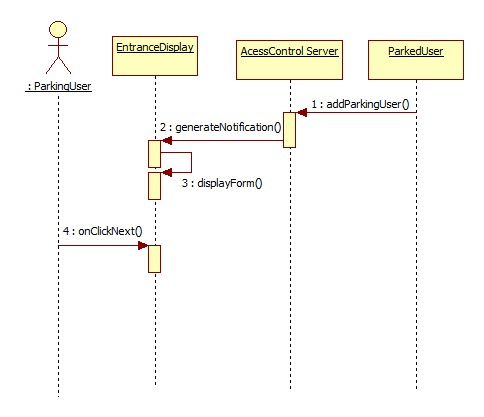 EntranceDisplay
AcessControl Server
ParkedUser
: ParkingUser
1 : addParkingUser()
2 : generateNotification()
3 : displayForm()
4 : onClickNext()